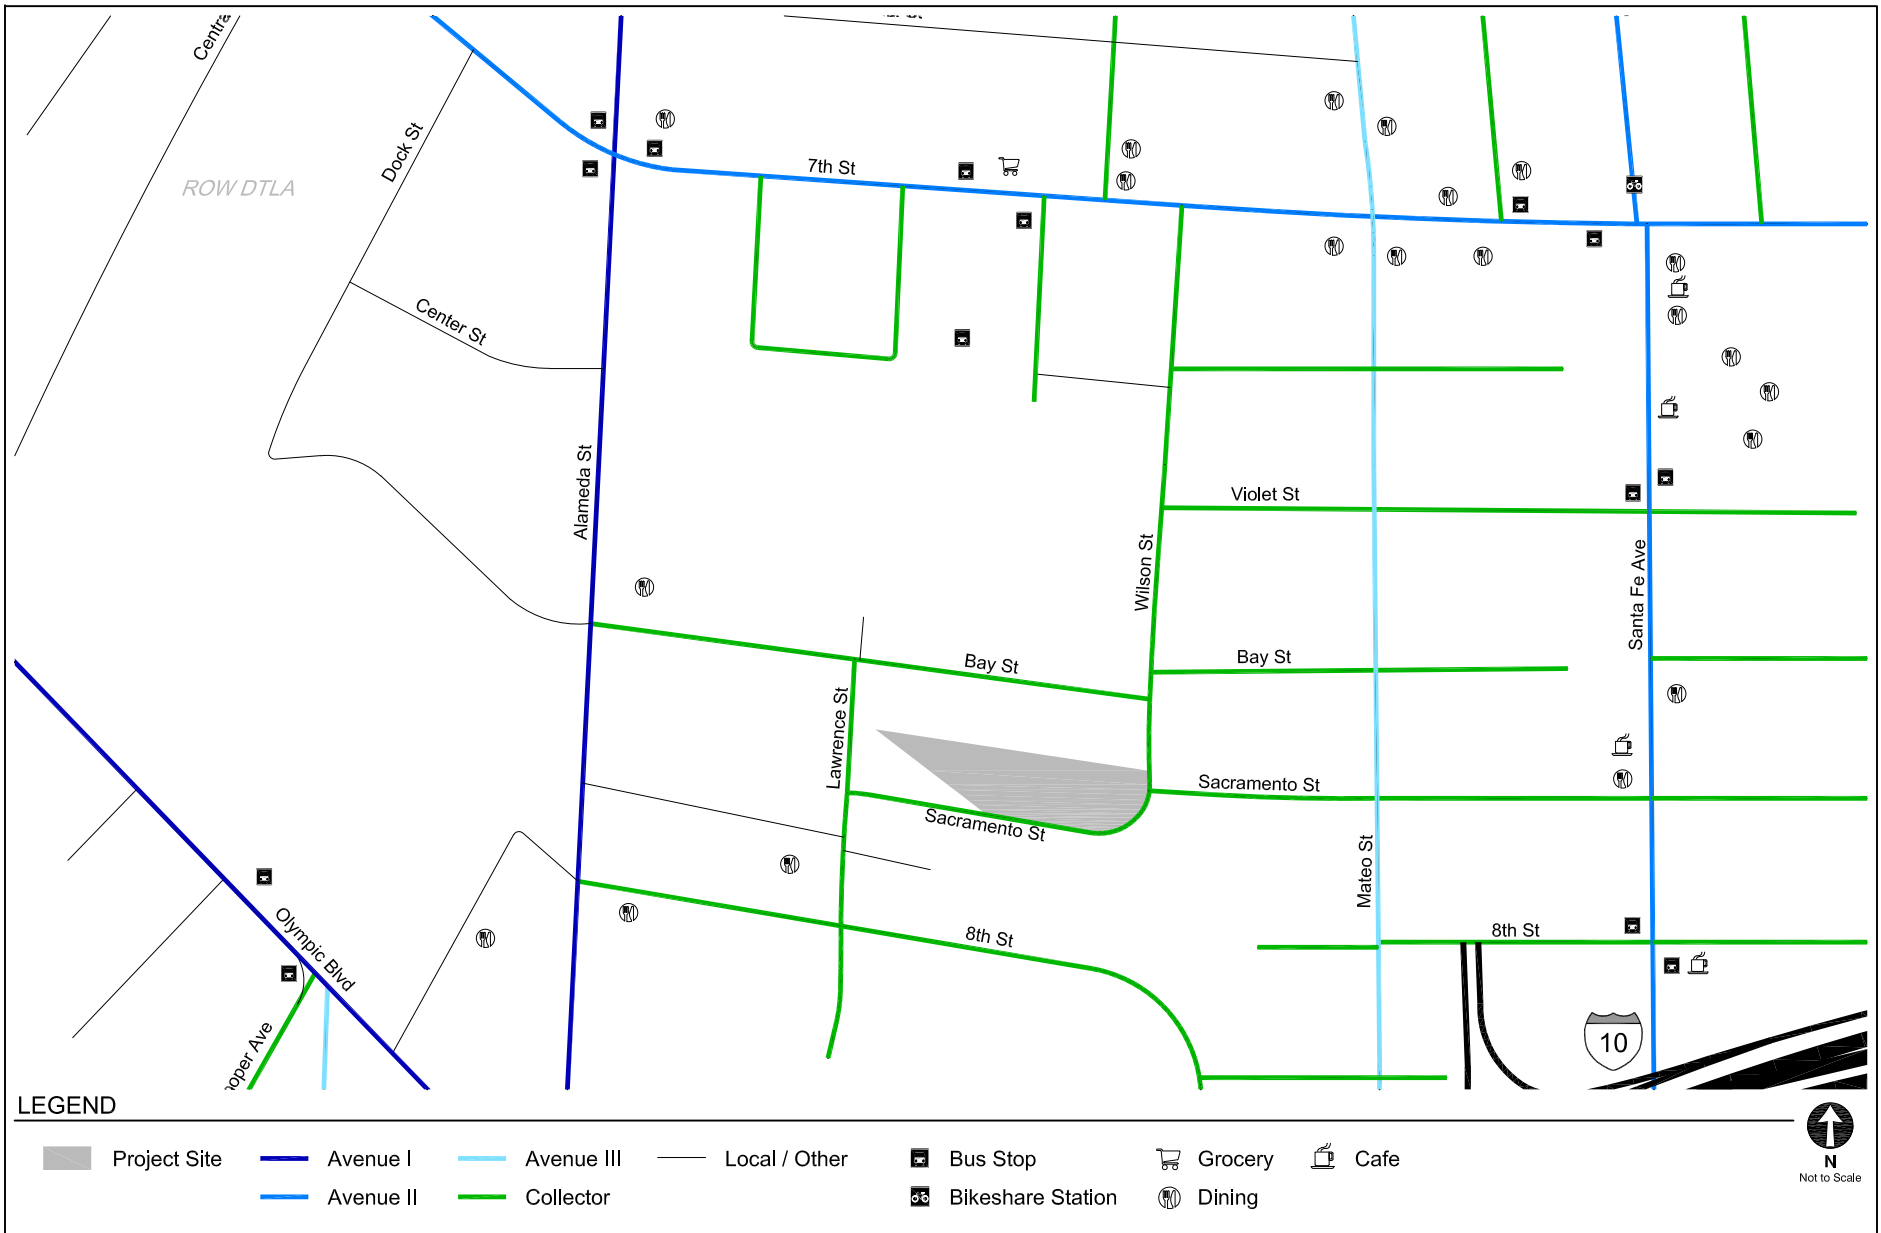 Centra
Dock St
ROW DTLA
7th St
Center St
Alameda St
Violet St
Wilson St
Santa Fe Ave
Bay St
Bay St
Lawrence St
Sacramento St
Sacramento St
Mateo St
8th St
8th St
Olympic Blvd
ooper Ave
10
LEGEND
Project Site
Avenue I
Avenue II
Avenue III
Collector
Local / Other
Bus Stop
Bikeshare Station
Grocery
Dining
Cafe
N
Not to Scale